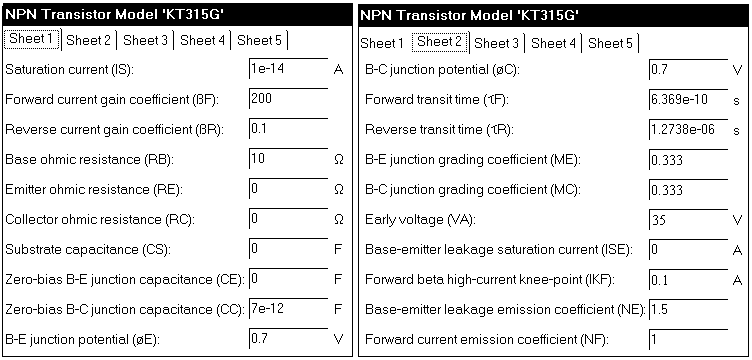 NPN Transistor Model 'KT315G'
Sheet 1 Sheet 2 Sheet 3 Sheet 4 Sheet 5
Saturation current (IS): 1e-14 A
Forward current gain coefficient (βF): 200
Reverse current gain coefficient (βR): 0.1
Base ohmic resistance (RB): 10 Ω
Emitter ohmic resistance (RE): 0 Ω
Collector ohmic resistance (RC): 0 Ω
Substrate capacitance (CS): 0 F
Zero-bias B-E junction capacitance (CE): 0 F
Zero-bias B-C junction capacitance (CC): 7e-12 F
B-E junction potential (øE): 0.7 V
NPN Transistor Model 'KT315G'
Sheet 1 Sheet 2 Sheet 3 Sheet 4 Sheet 5
B-C junction potential (øC): 0.7 V
Forward transit time (τF): 6.369e-10 s
Reverse transit time (τR): 1.2738e-06 s
B-E junction grading coefficient (ME): 0.333
B-C junction grading coefficient (MC): 0.333
Early voltage (VA): 35 V
Base-emitter leakage saturation current (ISE): 0 A
Forward beta high-current knee-point (IKF): 0.1 A
Base-emitter leakage emission coefficient (NE): 1.5
Forward current emission coefficient (NF): 1